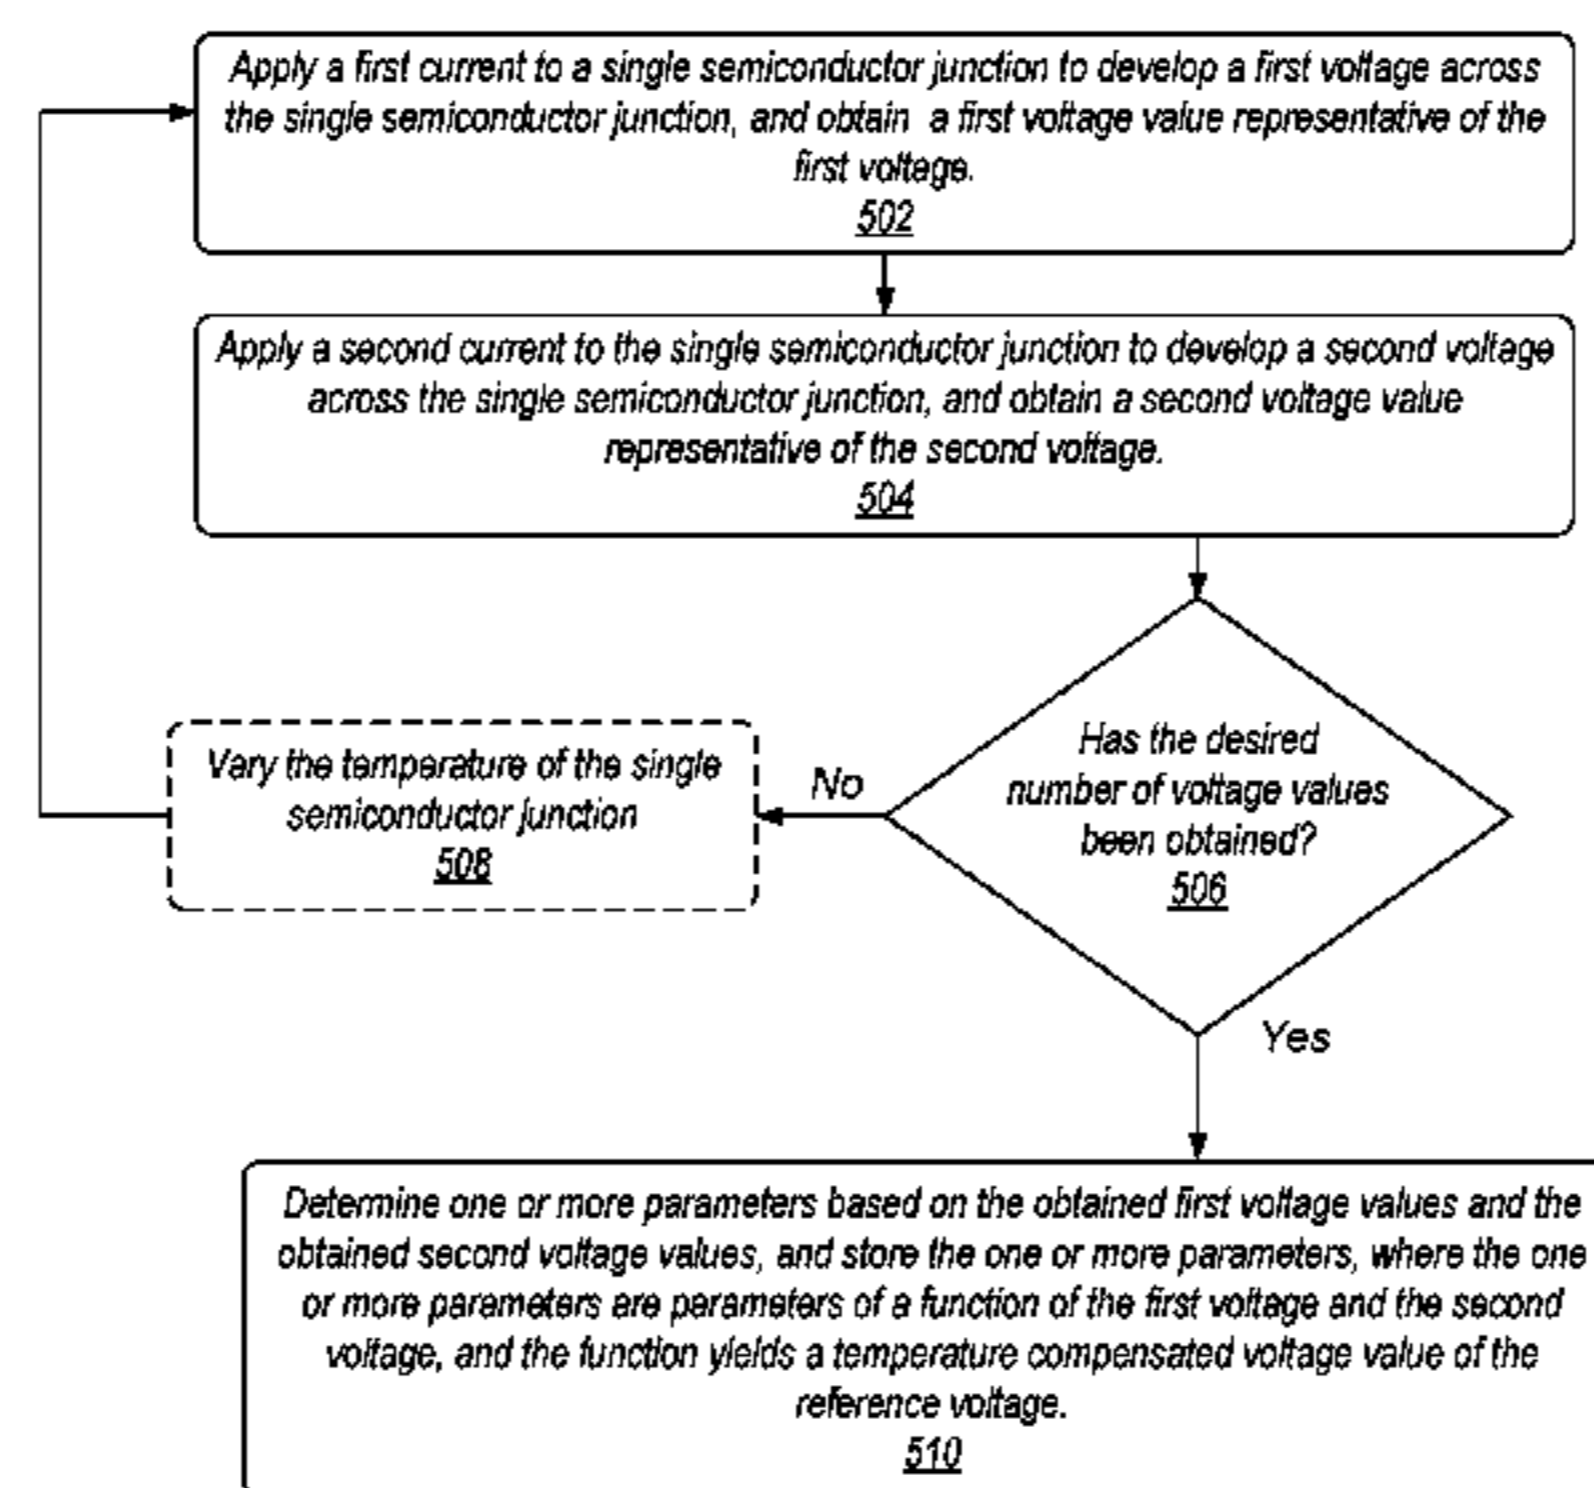 Apply a first current to a single semiconductor junction to develop a first voltage across
the single semiconductor junction, and obtain a first voltage value representative of the
first voltage.
502
Apply a second current to the single semiconductor junction to develop a second voltage
across the single semiconductor junction, and obtain a second voltage value
representative of the second voltage.
504
Has the desired
number of voltage values
been obtained?
506
No
Vary the temperature of the single
semiconductor junction
508
Yes
Determine one or more parameters based on the obtained first voltage values and the
obtained second voltage values, and store the one or more parameters, where the one
or more parameters are parameters of a function of the first voltage and the second
voltage, and the function yields a temperature compensated voltage value of the
reference voltage.
510